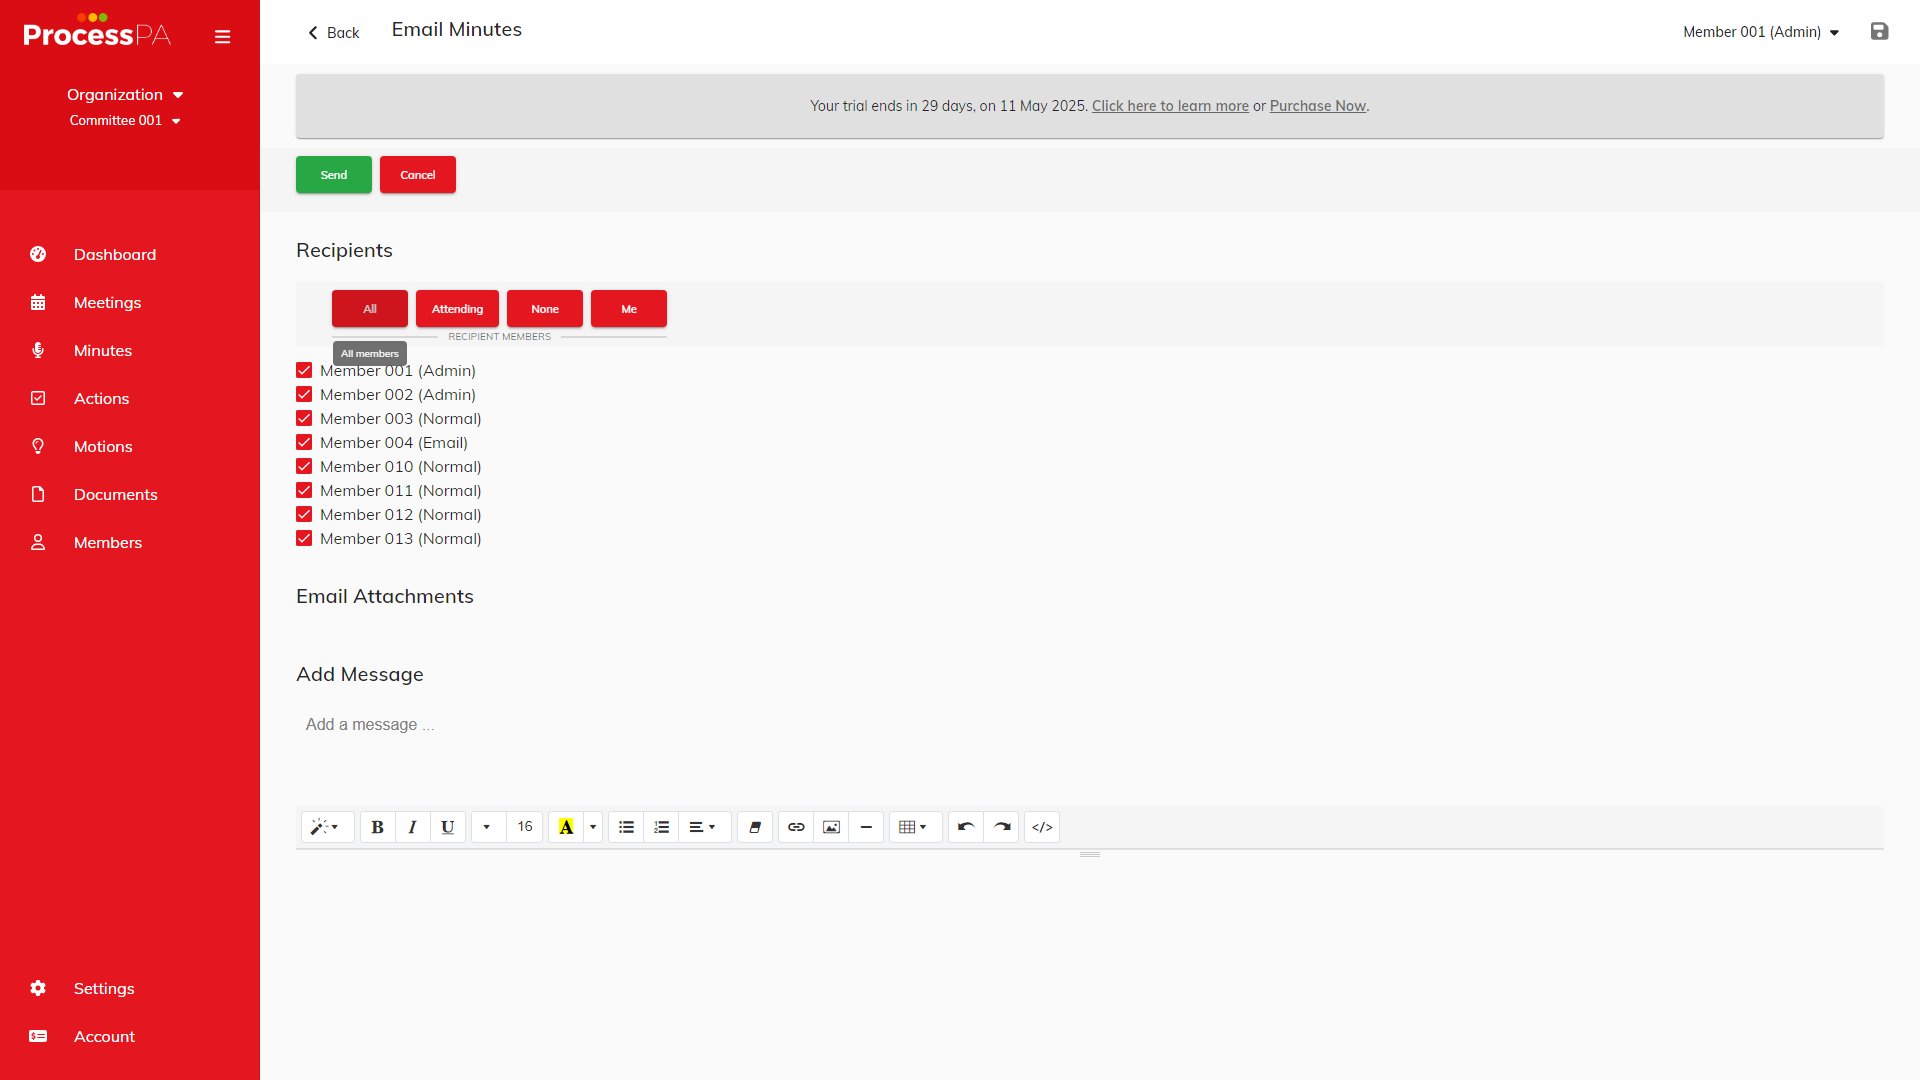 ProcessPA
Organization
Committee 001
Dashboard
Meetings
Minutes
Actions
Motions
Documents
Members
Settings
Account
Back
Email Minutes
Member 001 (Admin)
Your trial ends in 29 days, on 11 May 2025. Click here to learn more or Purchase Now.
Send
Cancel
Recipients
All
Attending
None
Me
RECIPIENT MEMBERS
All members
Member 001 (Admin)
Member 002 (Admin)
Member 003 (Normal)
Member 004 (Email)
Member 010 (Normal)
Member 011 (Normal)
Member 012 (Normal)
Member 013 (Normal)
Email Attachments
Add Message
Add a message ...
B I U 16 A </>